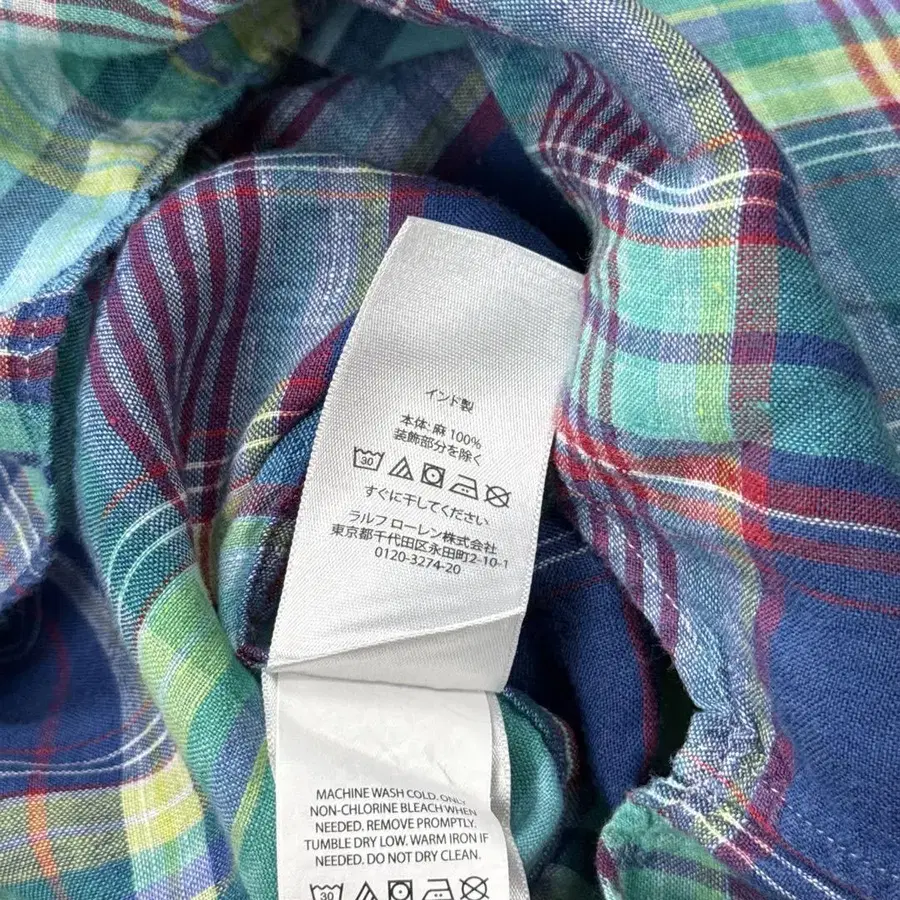 インド製
本体: 麻 100%
装飾部分を除く
30
すぐに干してください
ラルフ ローレン株式会社
東京都千代田区永田町2-10-1
0120-3274-20
MACHINE WASH COLD. ONLY
NON-CHLORINE BLEACH WHEN
NEEDED. REMOVE PROMPTLY.
TUMBLE DRY LOW. WARM IRON IF
NEEDED. DO NOT DRY CLEAN.
30